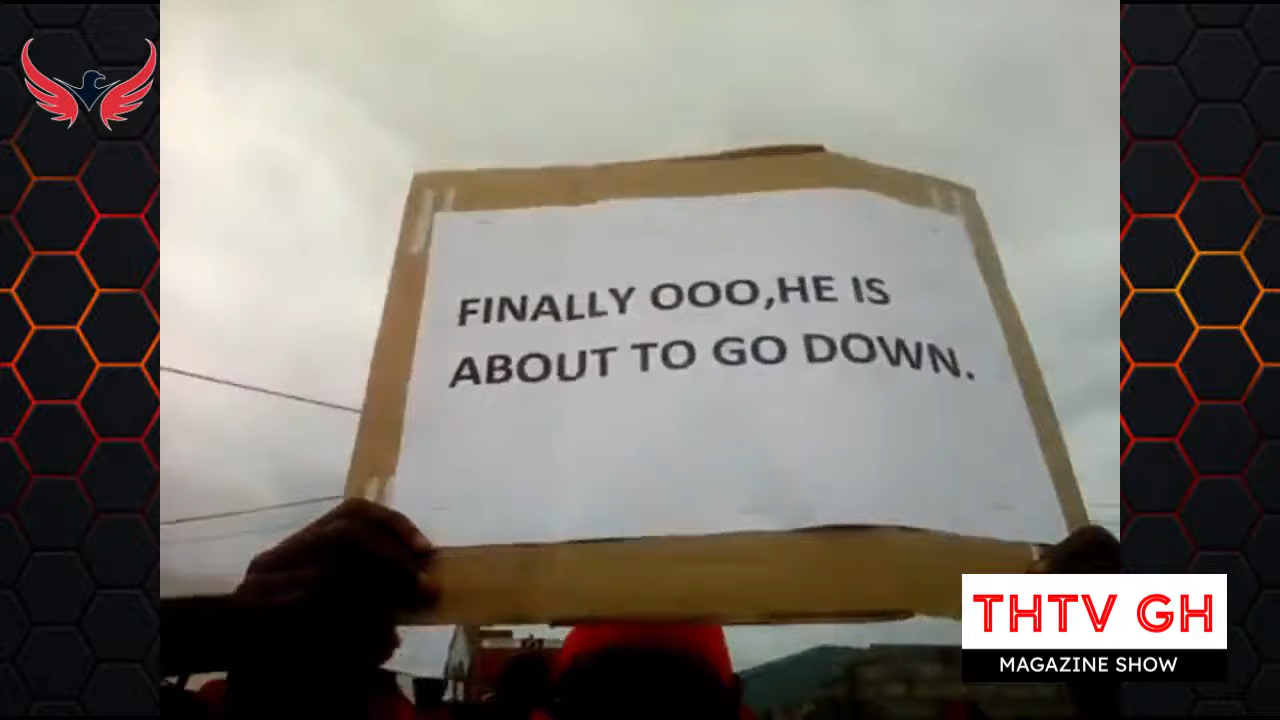 FINALLY OOO,HE IS
ABOUT TO GO DOWN.
THTV GH
MAGAZINE SHOW